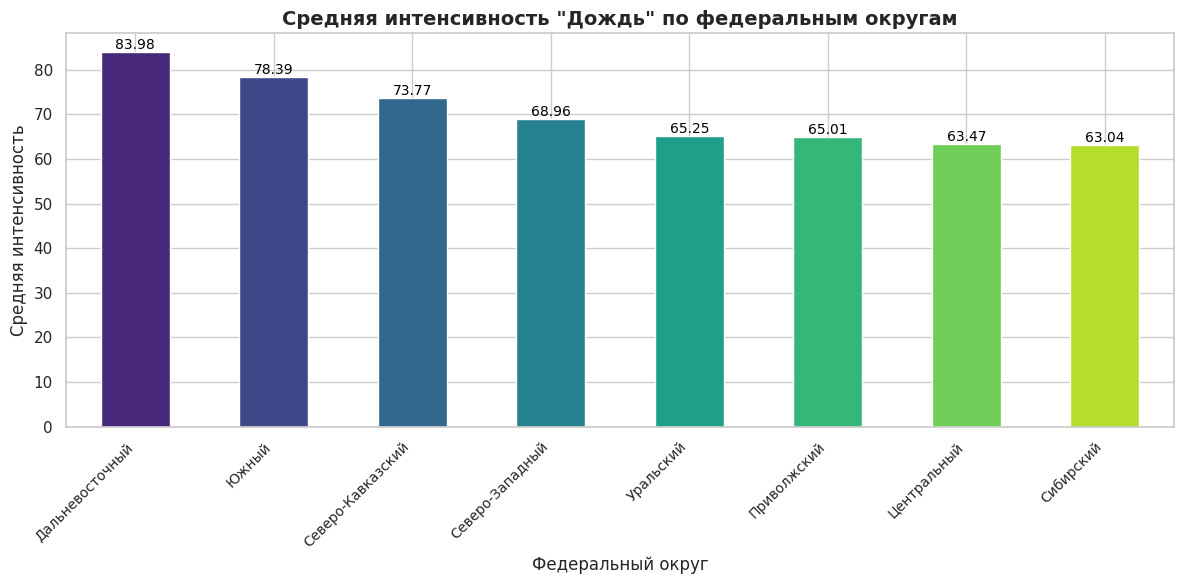 Средняя интенсивность "Дождь" по федеральным округам
Средняя интенсивность
80
70
60
50
40
30
20
10
0
83.98
78.39
73.77
68.96
65.25
65.01
63.47
63.04
Дальневосточный
Южный
Северо-Кавказский
Северо-Западный
Уральский
Приволжский
Центральный
Сибирский
Федеральный округ